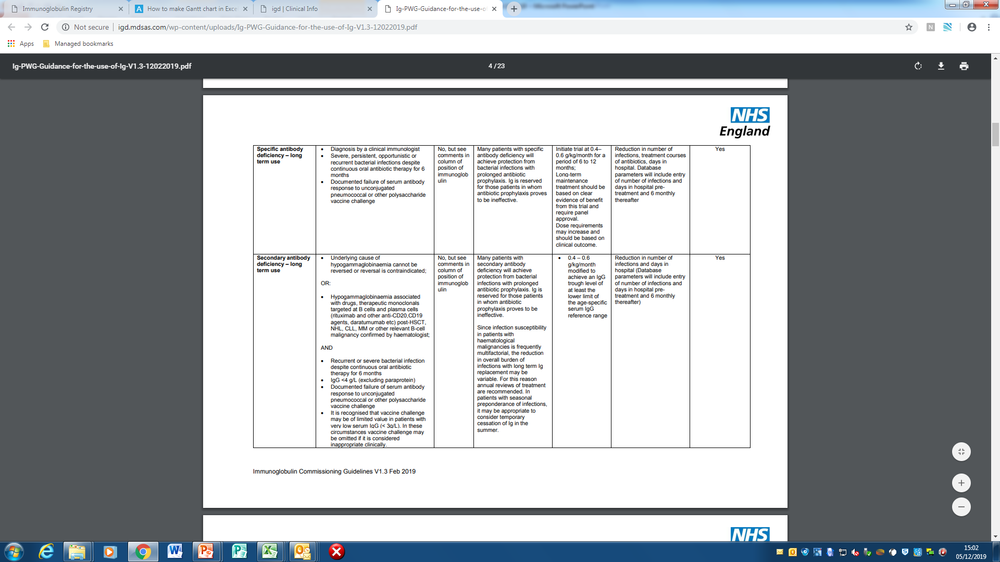 Immunoglobulin Registry
How to make Gantt chart in Exce
igd | Clinical Info
Ig-PWG-Guidance-for-the-use-o
Microsoft PowerPoint
Not secure
igd.mdsas.com/wp-content/uploads/Ig-PWG-Guidance-for-the-use-of-Ig-V1.3-12022019.pdf
Apps
Managed bookmarks
Ig-PWG-Guidance-for-the-use-of-Ig-V1.3-12022019.pdf
4 / 23
NHS
England
Specific antibody
deficiency – long
term use
• Diagnosis by a clinical immunologist
• Severe, persistent, opportunistic or
recurrent bacterial infections despite
continuous oral antibiotic therapy for 6
months
• Documented failure of serum antibody
response to unconjugated
pneumococcal or other polysaccharide
vaccine challenge
No, but see
comments in
column of
position of
immunoglob
ulin
Many patients with specific
antibody deficiency will
achieve protection from
bacterial infections with
prolonged antibiotic
prophylaxis. Ig is reserved
for those patients in whom
antibiotic prophylaxis proves
to be ineffective.
Initiate trial at 0.4–
0.6 g/kg/month for a
period of 6 to 12
months;
Long-term
maintenance
treatment should be
based on clear
evidence of benefit
from this trial and
require panel
approval.
Dose requirements
may increase and
should be based on
clinical outcome.
Reduction in number of
infections, treatment courses
of antibiotics, days in
hospital. Database
parameters will include entry
of number of infections and
days in hospital pre-
treatment and 6 monthly
thereafter
Yes
Secondary antibody
deficiency – long
term use
• Underlying cause of
hypogammaglobinaemia cannot be
reversed or reversal is contraindicated;
OR:
• Hypogammaglobinaemia associated
with drugs, therapeutic monoclonals
targeted at B cells and plasma cells
(rituximab and other anti-CD20,CD19
agents, daratumumab etc) post-HSCT,
NHL, CLL, MM or other relevant B-cell
malignancy confirmed by haematologist;
AND
• Recurrent or severe bacterial infection
despite continuous oral antibiotic
therapy for 6 months
• IgG <4 g/L (excluding paraprotein)
• Documented failure of serum antibody
response to unconjugated
pneumococcal or other polysaccharide
vaccine challenge
• It is recognised that vaccine challenge
may be of limited value in patients with
very low serum IgG (< 3g/L). In these
circumstances vaccine challenge may
be omitted if it is considered
inappropriate clinically.
No, but see
comments in
column of
position of
immunoglob
ulin
Many patients with
secondary antibody
deficiency will achieve
protection from bacterial
infections with prolonged
antibiotic prophylaxis. Ig is
reserved for those patients
in whom antibiotic
prophylaxis proves to be
ineffective.
Since infection susceptibility
in patients with
haematological
malignancies is frequently
multifactorial, the reduction
in overall burden of
infections with long term Ig
replacement may be
variable. For this reason
annual reviews of treatment
are recommended. In
patients with seasonal
preponderance of infections,
it may be appropriate to
consider temporary
cessation of Ig in the
summer.
• 0.4 – 0.6
g/kg/month
modified to
achieve an IgG
trough level of
at least the
lower limit of
the age-specific
serum IgG
reference range
Reduction in number of
infections and days in
hospital (Database
parameters will include entry
of number of infections and
days in hospital pre-
treatment and 6 monthly
thereafter)
Yes
Immunoglobulin Commissioning Guidelines V1.3 Feb 2019
NHS
15:02
05/12/2019